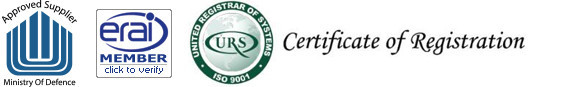 Approved Supplier
Ministry Of Defence
erai
MEMBER
click to verify
UNITED REGISTRAR OF SYSTEMS
URS
ISO 9001
Certificate of Registration